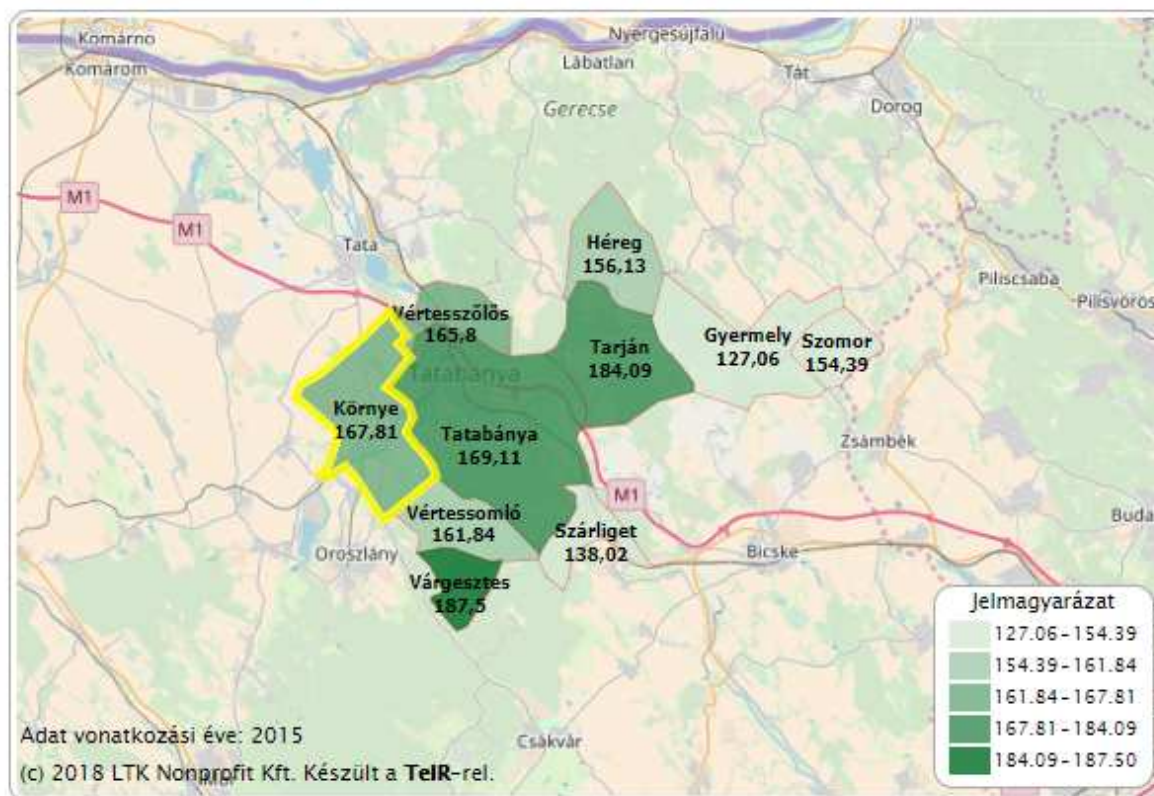 Komárno
Komárom
Nyergesújfalu
Lábatlan
Tát
Dorog
Gerecse
M1
M1
Tata
Héreg
156,13
Piliscsaba
Vértesszőlős
165,8
Tarján
184,09
Gyermely
127,06
Szomor
154,39
Tatabánya
Környe
167,81
Tatabánya
169,11
Zsámbék
M1
Vértessomló
161,84
Szárliget
138,02
Oroszlány
Bicske
Buda
Várgesztes
187,5
Jelmagyarázat
127.06-154.39
154.39-161.84
161.84-167.81
167.81-184.09
184.09-187.50
Adat vonatkozási éve: 2015
Csákvár
(c) 2018 LTK Nonprofit Kft. Készült a TeIR-rel.